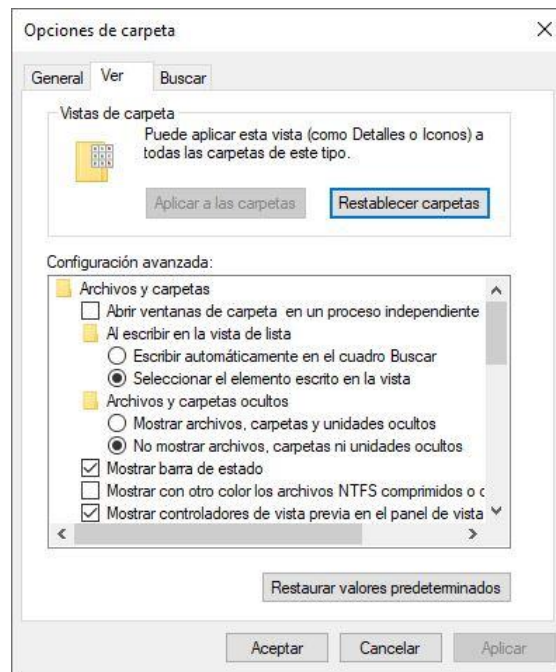 Opciones de carpeta
General Ver Buscar
Vistas de carpeta
Puede aplicar esta vista (como Detalles o Iconos) a
todas las carpetas de este tipo.
Aplicar a las carpetas Restablecer carpetas
Configuración avanzada:
Archivos y carpetas
Abrir ventanas de carpeta en un proceso independiente
Al escribir en la vista de lista
Escribir automáticamente en el cuadro Buscar
Seleccionar el elemento escrito en la vista
Archivos y carpetas ocultos
Mostrar archivos, carpetas y unidades ocultos
No mostrar archivos, carpetas ni unidades ocultos
Mostrar barra de estado
Mostrar con otro color los archivos NTFS comprimidos o c
Mostrar controladores de vista previa en el panel de vista
Restaurar valores predeterminados
Aceptar Cancelar Aplicar